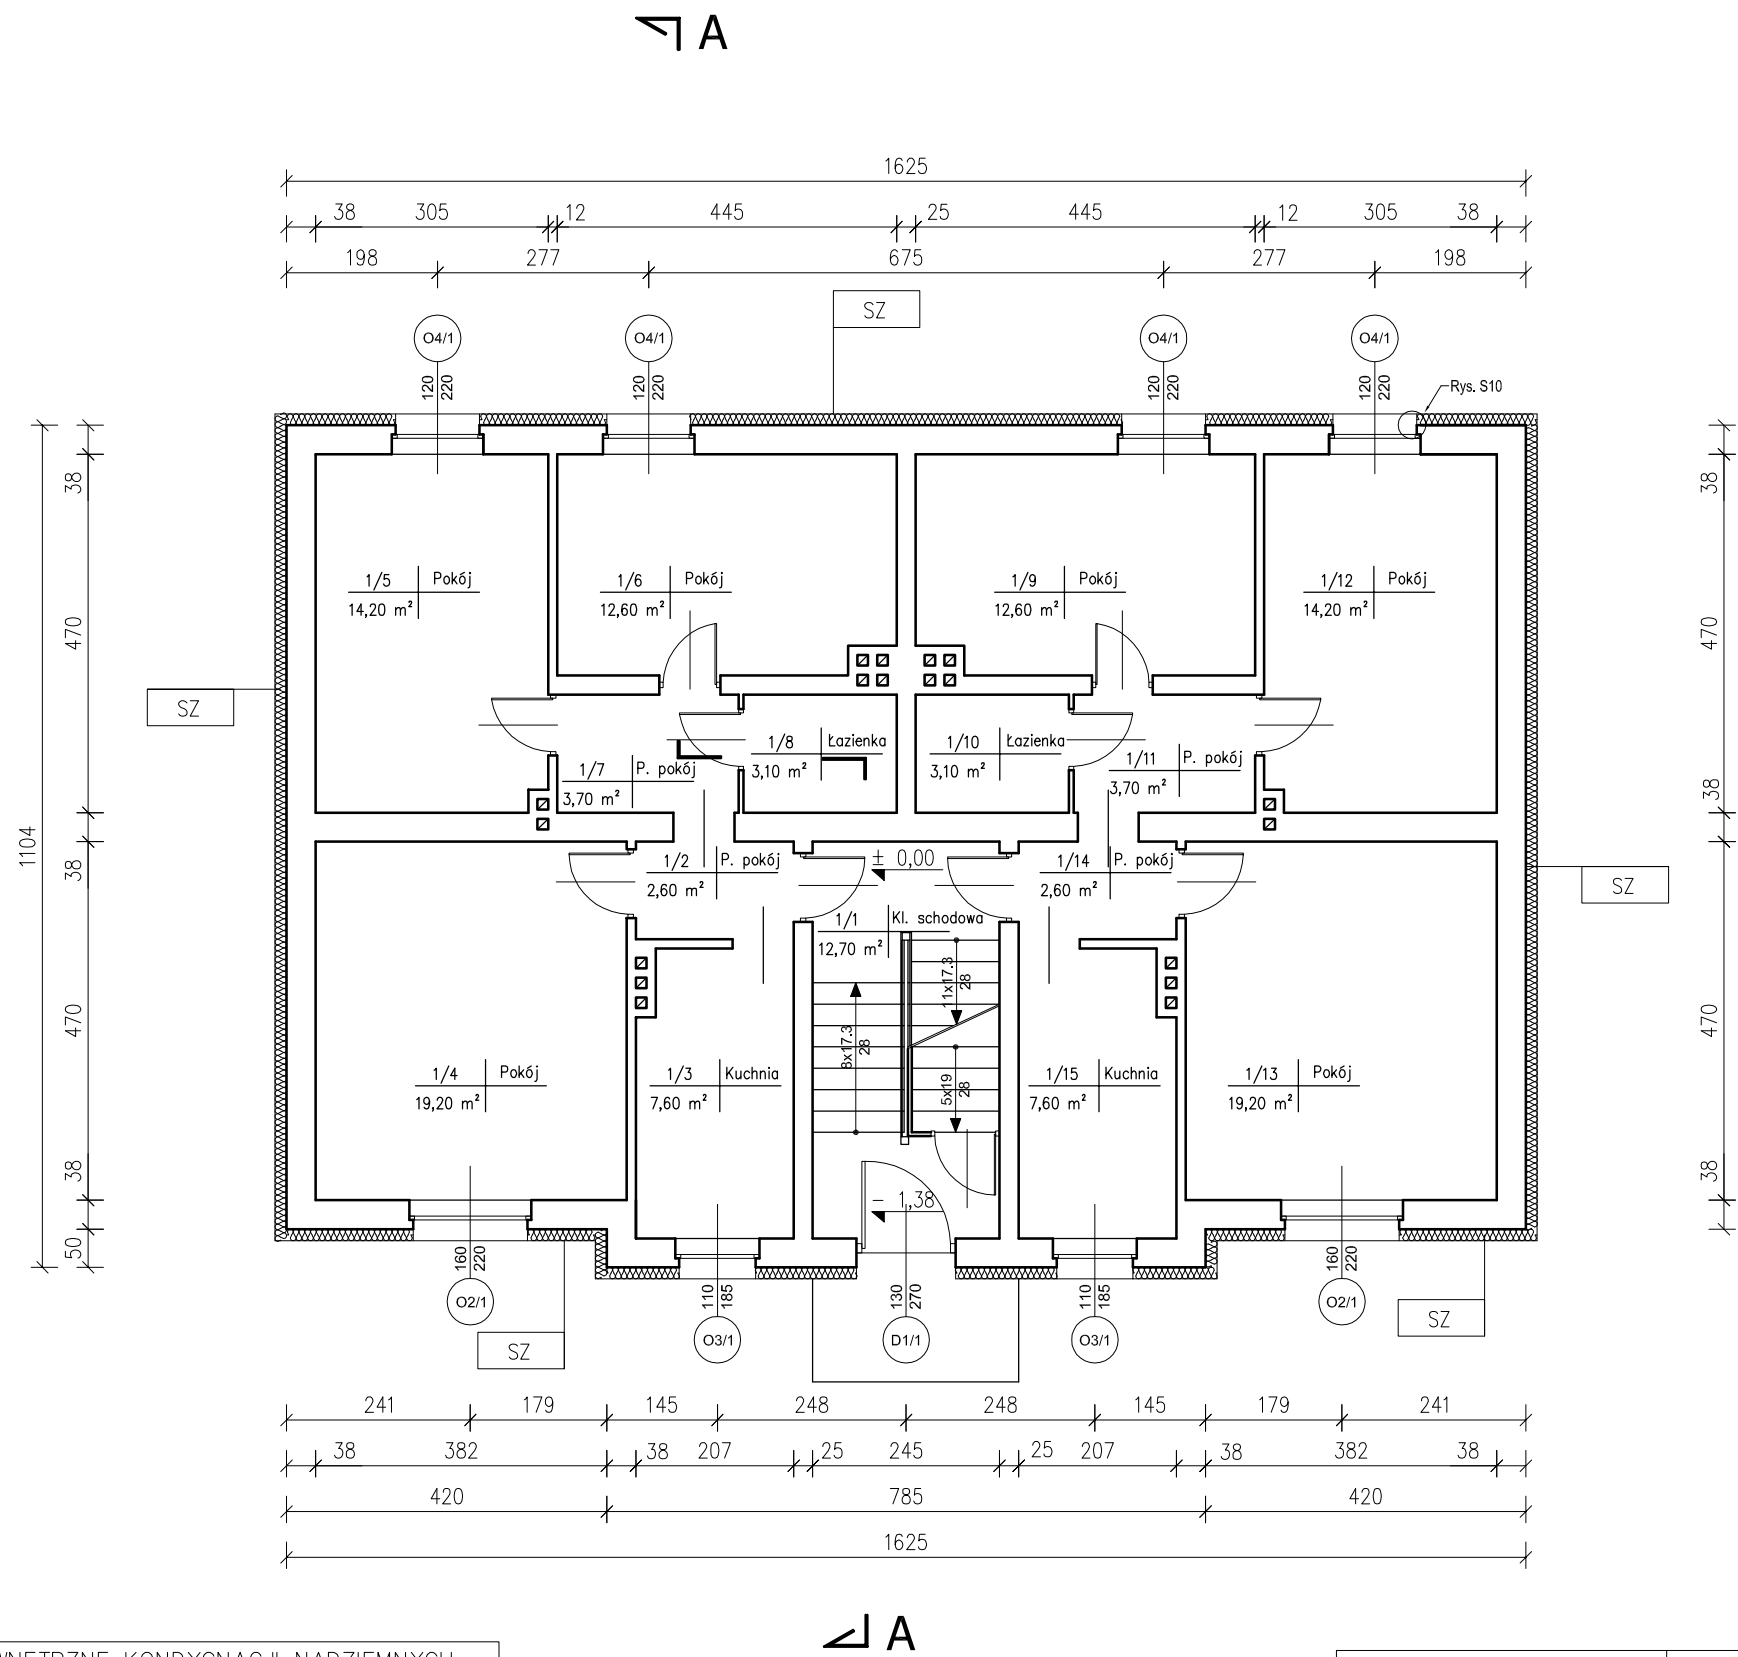 A
1625
38 305 12 445 25 445 12 305 38
198 277 675 277 198
SZ
O4/1 O4/1 O4/1 O4/1
120 220 120 220 120 220 120 220
Rys. S10
38
470
38
470
38
50
1104
38
470
38
470
38
SZ
SZ
1/5 Pokój
14,20 m²
1/6 Pokój
12,60 m²
1/9 Pokój
12,60 m²
1/12 Pokój
14,20 m²
1/7 P. pokój
3,70 m²
1/8 Łazienka
3,10 m²
1/10 Łazienka
3,10 m²
1/11 P. pokój
3,70 m²
1/2 P. pokój
2,60 m²
± 0,00
1/14 P. pokój
2,60 m²
1/1 Kl. schodowa
12,70 m²
11x17.3
28
8x17.3
28
5x19
28
1/4 Pokój
19,20 m²
1/3 Kuchnia
7,60 m²
1/15 Kuchnia
7,60 m²
1/13 Pokój
19,20 m²
- 1,38
160 220 110 185 130 270 110 185 160 220
O2/1 O3/1 D1/1 O3/1 O2/1
SZ
SZ
241 179 145 248 248 145 179 241
38 382 38 207 25 245 25 207 38 382 38
420 785 420
1625
A
KONDYGNACJI NADZIEMNYCH